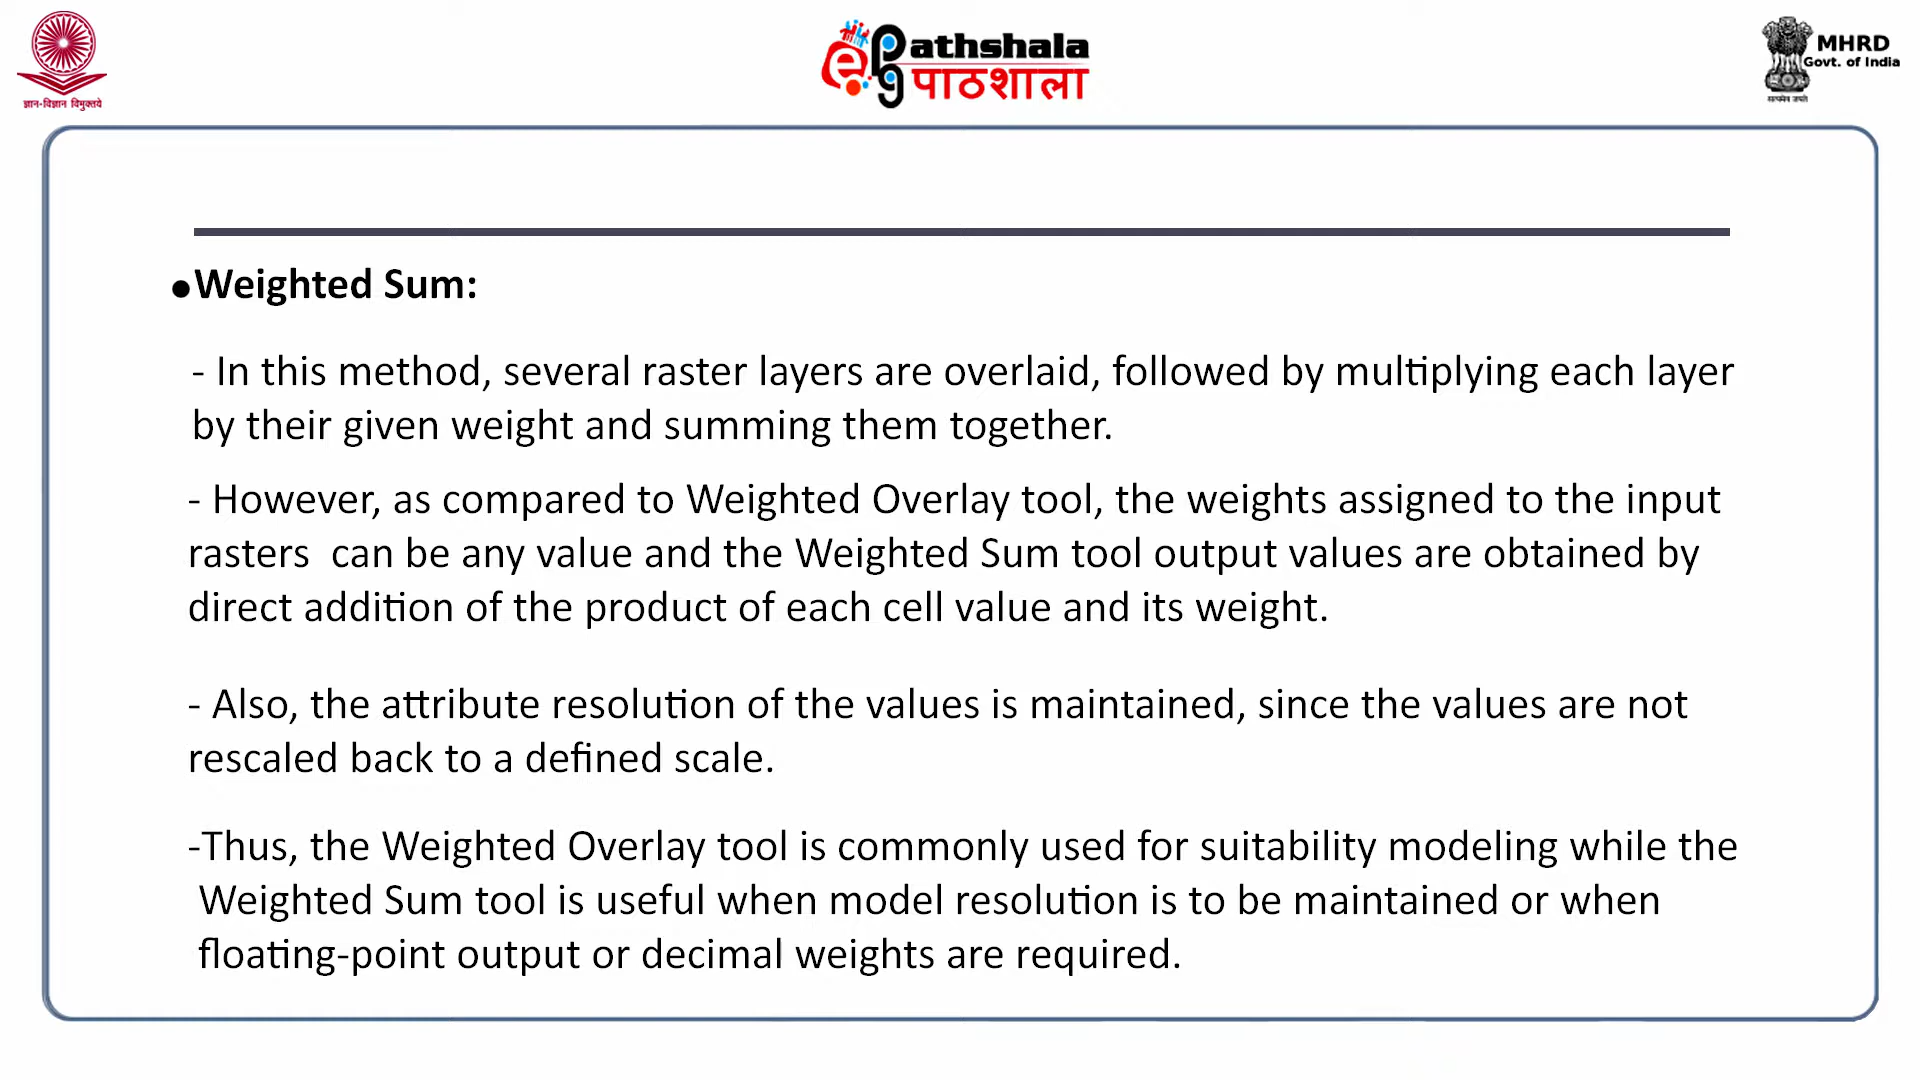 ज्ञान-विज्ञान विमुक्तये
ePG Pathshala
पाठशाला
MHRD
Govt. of India
सत्यमेव जयते
•Weighted Sum:
- In this method, several raster layers are overlaid, followed by multiplying each layer
by their given weight and summing them together.
- However, as compared to Weighted Overlay tool, the weights assigned to the input
rasters  can be any value and the Weighted Sum tool output values are obtained by
direct addition of the product of each cell value and its weight.
- Also, the attribute resolution of the values is maintained, since the values are not
rescaled back to a defined scale.
-Thus, the Weighted Overlay tool is commonly used for suitability modeling while the
Weighted Sum tool is useful when model resolution is to be maintained or when
floating-point output or decimal weights are required.